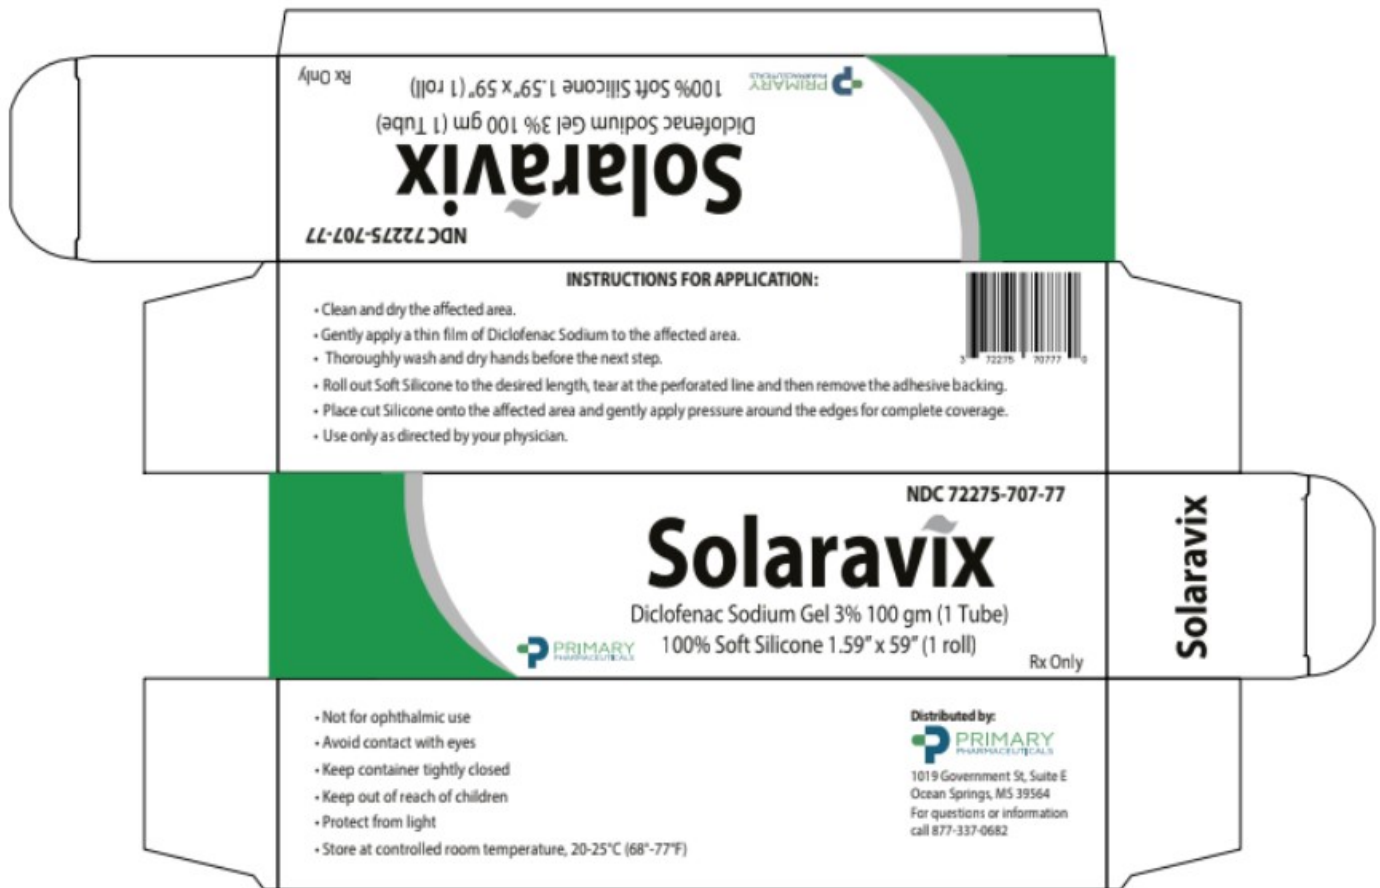 Rx Only
100% Soft Silicone 1.59” x 59” (1 roll)
PRIMARY
PHARMACEUTICALS
Diclofenac Sodium Gel 3% 100 gm (1 Tube)
Solaravix
NDC 72275-707-77
INSTRUCTIONS FOR APPLICATION:
• Clean and dry the affected area.
• Gently apply a thin film of Diclofenac Sodium to the affected area.
• Thoroughly wash and dry hands before the next step.
3 72275 70777 0
• Roll out Soft Silicone to the desired length, tear at the perforated line and then remove the adhesive backing.
• Place cut Silicone onto the affected area and gently apply pressure around the edges for complete coverage.
• Use only as directed by your physician.
NDC 72275-707-77
Solaravix
Diclofenac Sodium Gel 3% 100 gm (1 Tube)
100% Soft Silicone 1.59” x 59” (1 roll)
PRIMARY
PHARMACEUTICALS
Rx Only
Solaravix
• Not for ophthalmic use
• Avoid contact with eyes
• Keep container tightly closed
• Keep out of reach of children
• Protect from light
• Store at controlled room temperature, 20-25°C (68°-77°F)
Distributed by:
PRIMARY
PHARMACEUTICALS
1019 Government St, Suite E
Ocean Springs, MS 39564
For questions or information
call 877-337-0682